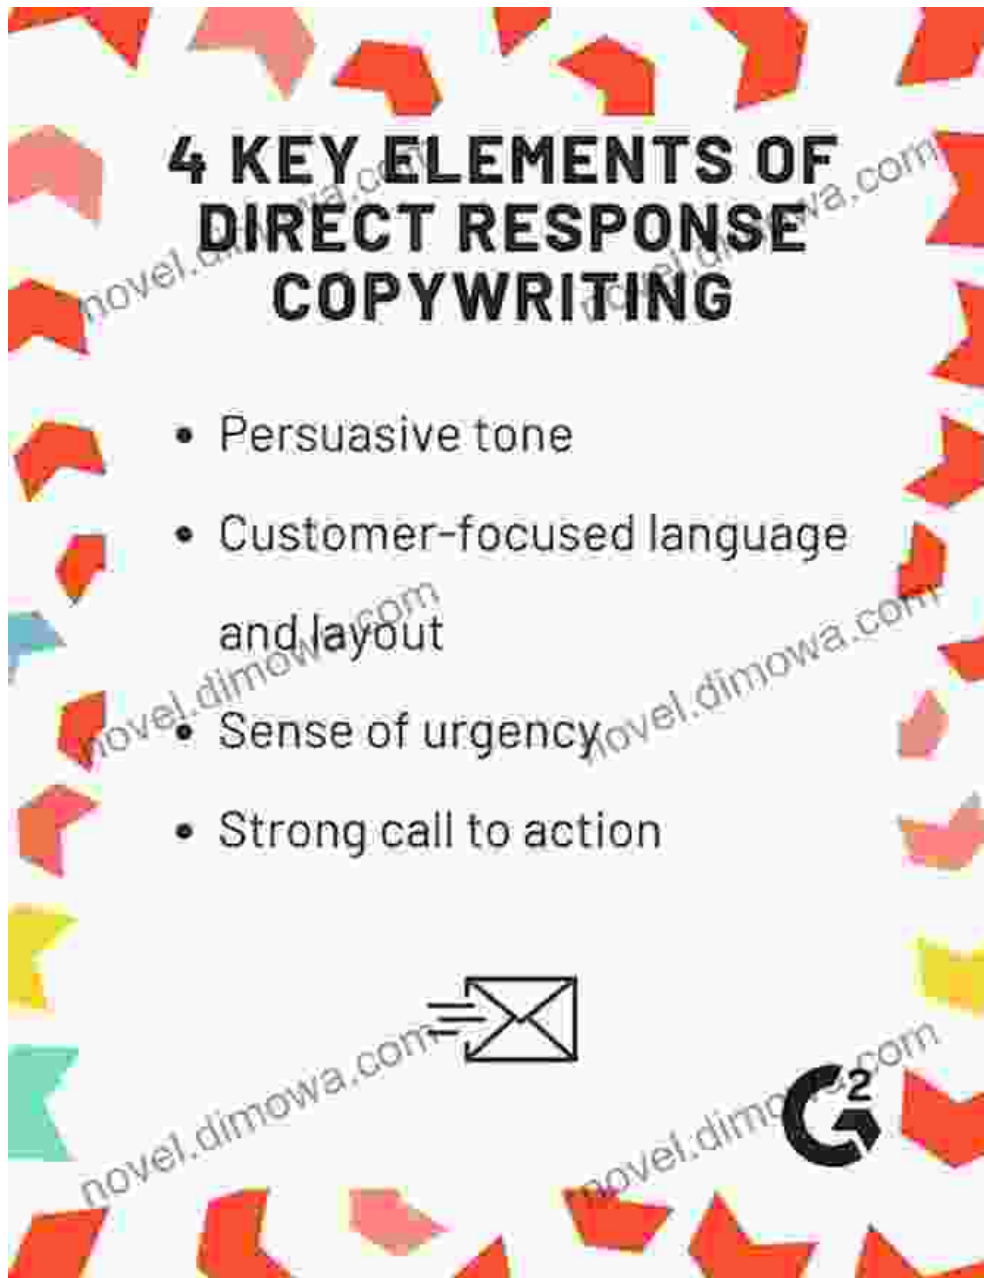 4 KEY ELEMENTS OF
DIRECT RESPONSE
COPYWRITING
• Persuasive tone
• Customer-focused language
and layout
• Sense of urgency
• Strong call to action
G2
novel.dimowa.com
novel.dimowa.com
novel.dimowa.com
novel.dimowa.com
novel.dimowa.com
novel.dimowa.com